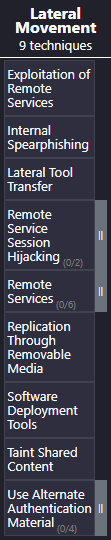 Lateral
Movement
9 techniques
Exploitation of
Remote
Services
Internal
Spearphishing
Lateral Tool
Transfer
Remote
Service
Session
Hijacking (0/2)
Remote
Services (0/6)
Replication
Through
Removable
Media
Software
Deployment
Tools
Taint Shared
Content
Use Alternate
Authentication
Material (0/4)